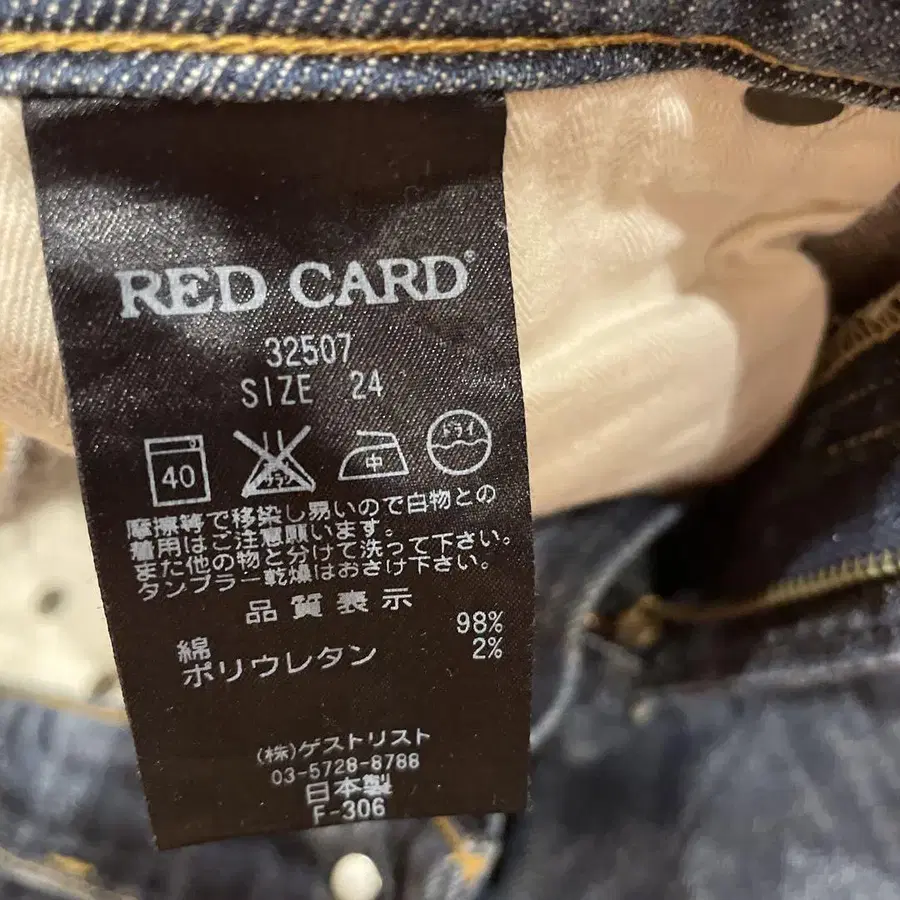 RED CARD®
32507
SIZE 24
40 サラシ 中 ドライ
摩擦等で移染し易いので白物との
着用はご注意願います。
また他の物と分けて洗って下さい。
タンブラー乾燥はおさけ下さい。
品質表示
綿 98%
ポリウレタン 2%
(株)ゲストリスト
03-5728-8788
日本製
F-306